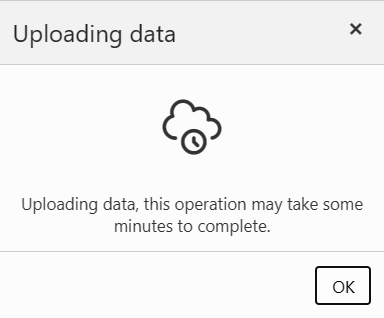 Uploading data
Uploading data, this operation may take some
minutes to complete.
OK